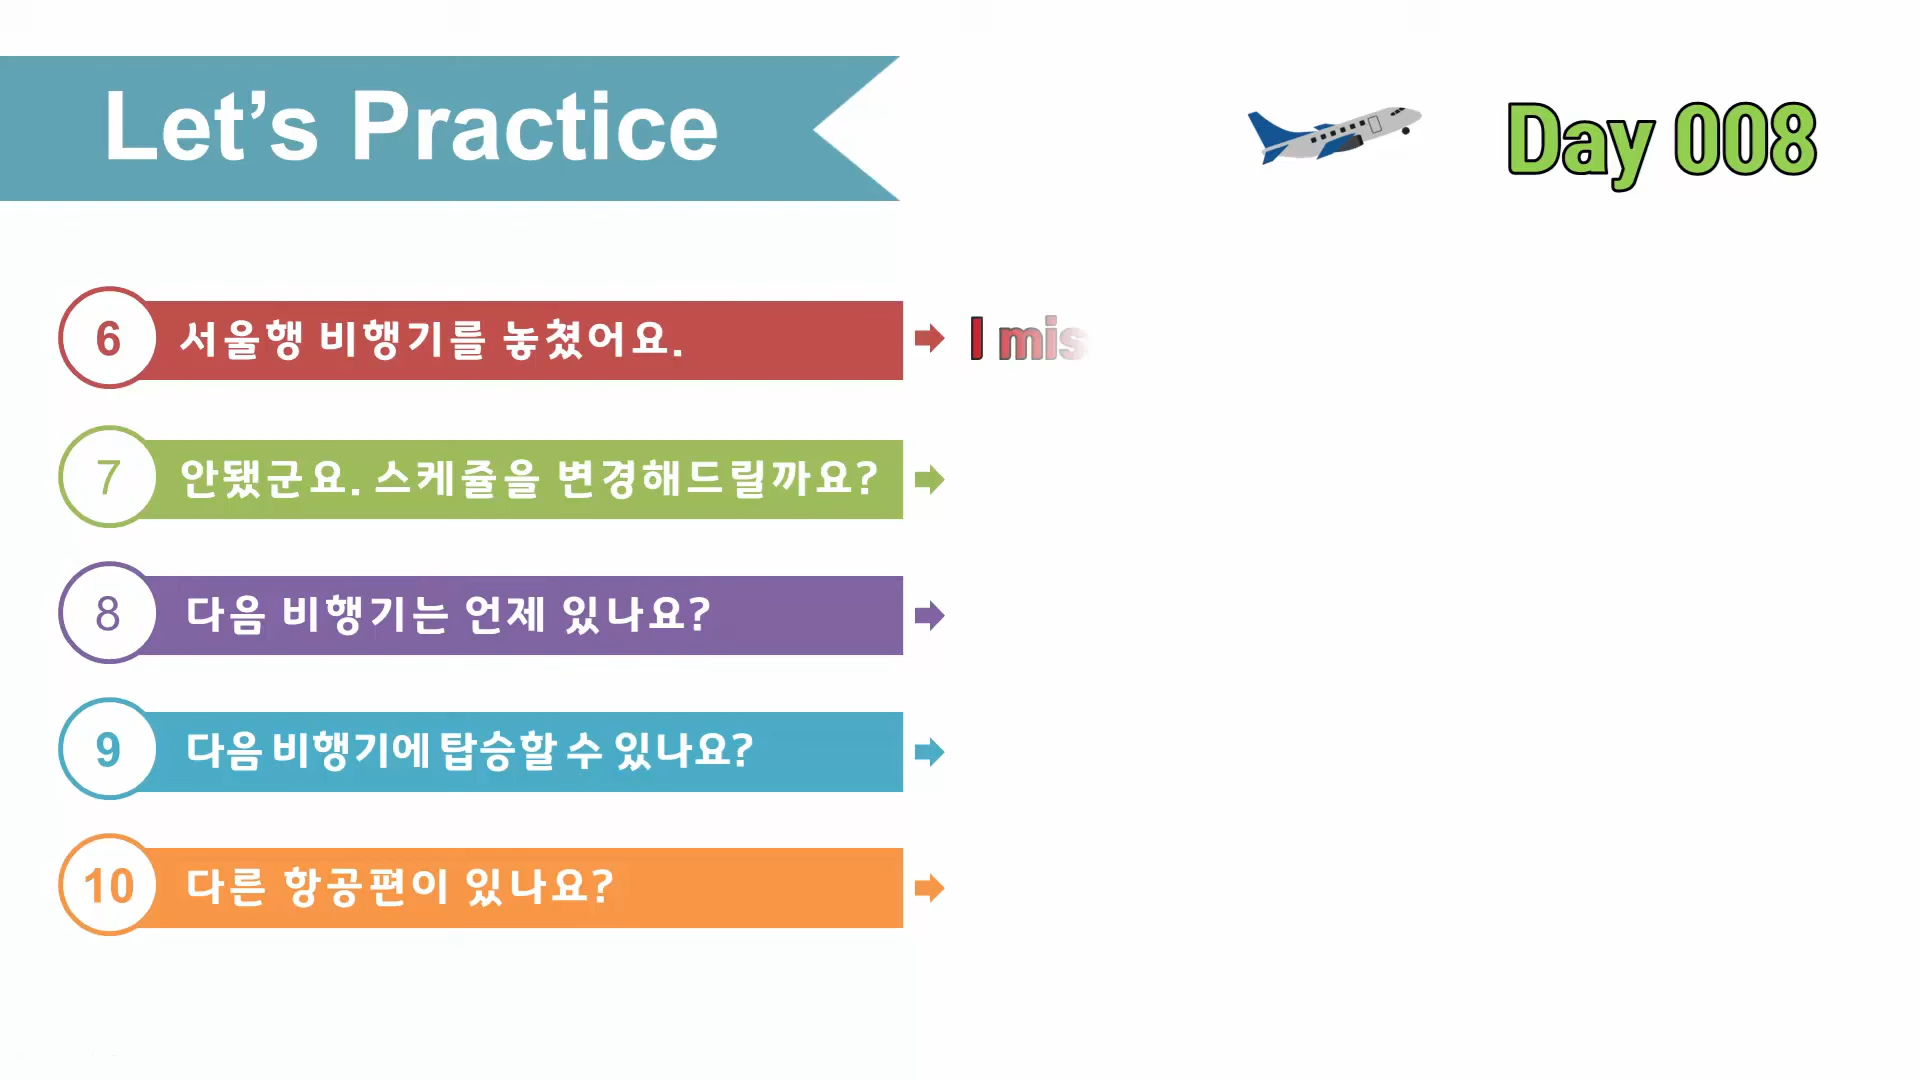 Let's Practice
Day 008
6 서울행 비행기를 놓쳤어요. I mis
7 안됐군요. 스케쥴을 변경해드릴까요?
8 다음 비행기는 언제 있나요?
9 다음 비행기에 탑승할 수 있나요?
10 다른 항공편이 있나요?